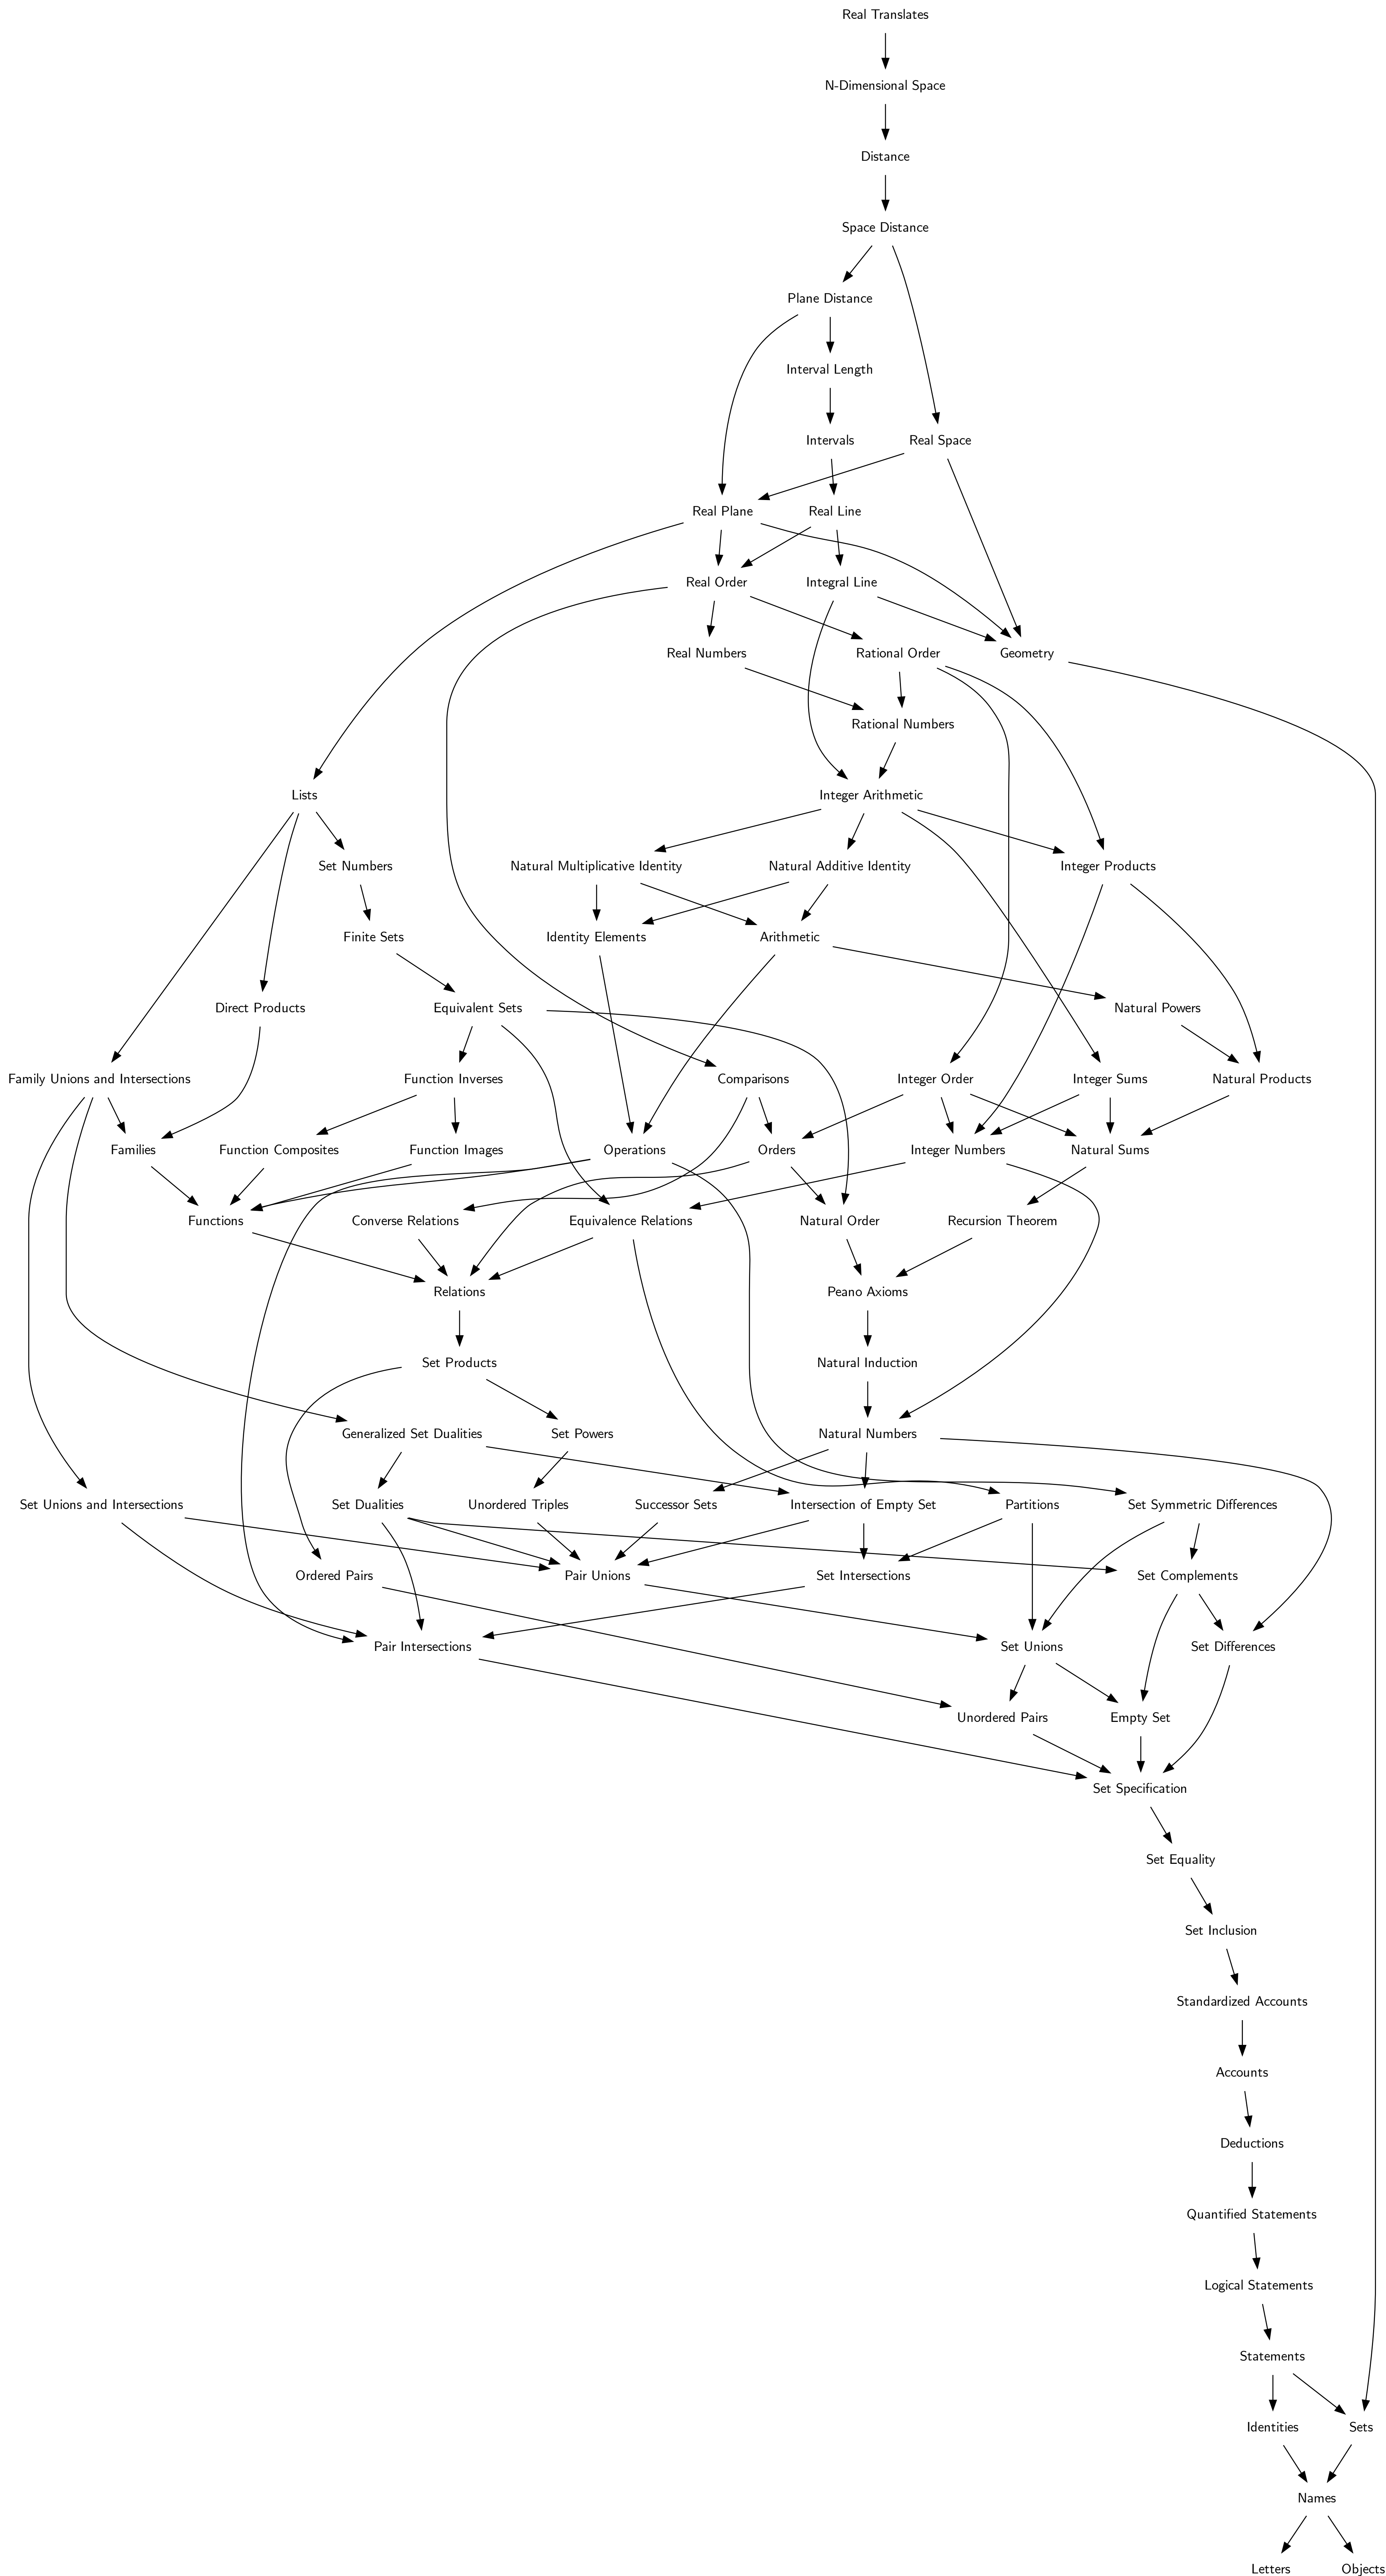 Real Translates
N-Dimensional Space
Distance
Space Distance
Plane Distance
Interval Length
Intervals
Real Space
Real Plane
Real Line
Real Order
Integral Line
Real Numbers
Rational Order
Geometry
Rational Numbers
Lists
Integer Arithmetic
Set Numbers
Natural Multiplicative Identity
Natural Additive Identity
Integer Products
Finite Sets
Identity Elements
Arithmetic
Direct Products
Equivalent Sets
Natural Powers
Family Unions and Intersections
Function Inverses
Comparisons
Integer Order
Integer Sums
Natural Products
Families
Function Composites
Function Images
Operations
Orders
Integer Numbers
Natural Sums
Functions
Converse Relations
Equivalence Relations
Natural Order
Recursion Theorem
Relations
Peano Axioms
Set Products
Natural Induction
Generalized Set Dualities
Set Powers
Natural Numbers
Set Unions and Intersections
Set Dualities
Unordered Triples
Successor Sets
Intersection of Empty Set
Partitions
Set Symmetric Differences
Ordered Pairs
Pair Unions
Set Intersections
Set Complements
Pair Intersections
Set Unions
Set Differences
Unordered Pairs
Empty Set
Set Specification
Set Equality
Set Inclusion
Standardized Accounts
Accounts
Deductions
Quantified Statements
Logical Statements
Statements
Identities
Sets
Names
Letters
Objects